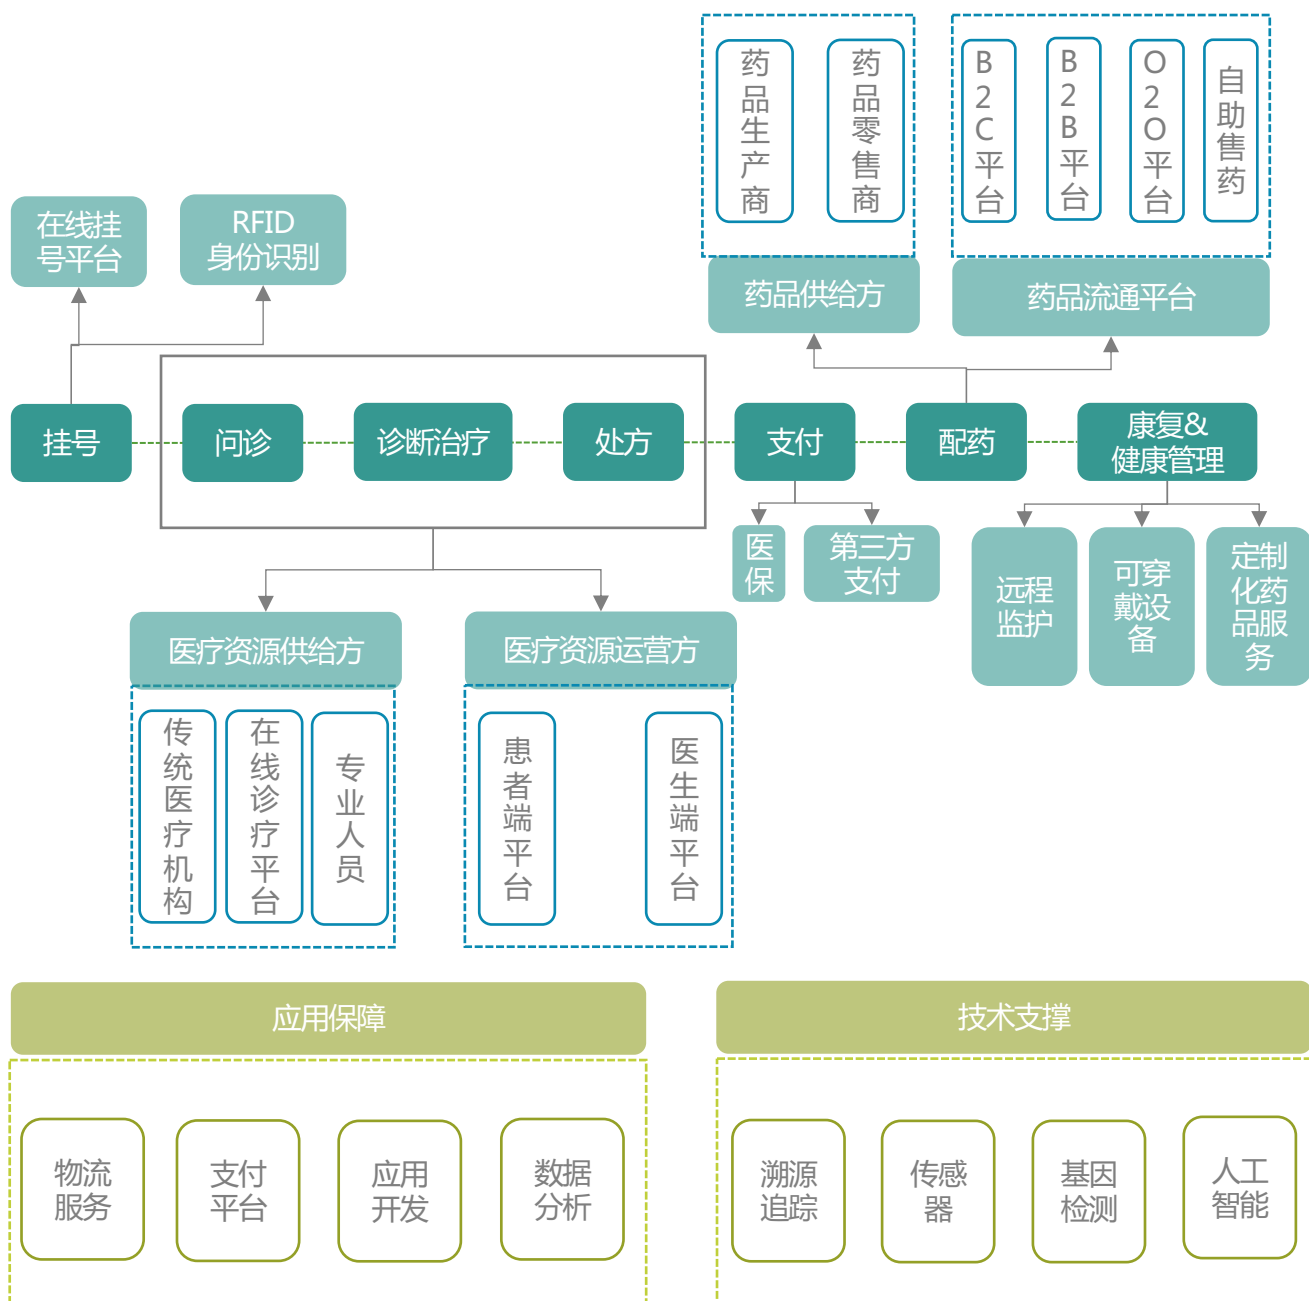 药品生产商
药品零售商
B2C平台
B2B平台
O2O平台
自助售药
在线挂
号平台
RFID
身份识别
药品供给方
药品流通平台
挂号
问诊
诊断治疗
处方
支付
配药
康复&
健康管理
医
保
第三方
支付
远程
监护
可穿
戴设
备
定制
化药
品服
务
医疗资源供给方
医疗资源运营方
传统医疗机构
在线诊疗平台
专业人员
患者端平台
医生端平台
应用保障
技术支撑
物流
服务
支付
平台
应用
开发
数据
分析
溯源
追踪
传感
器
基因
检测
人工
智能